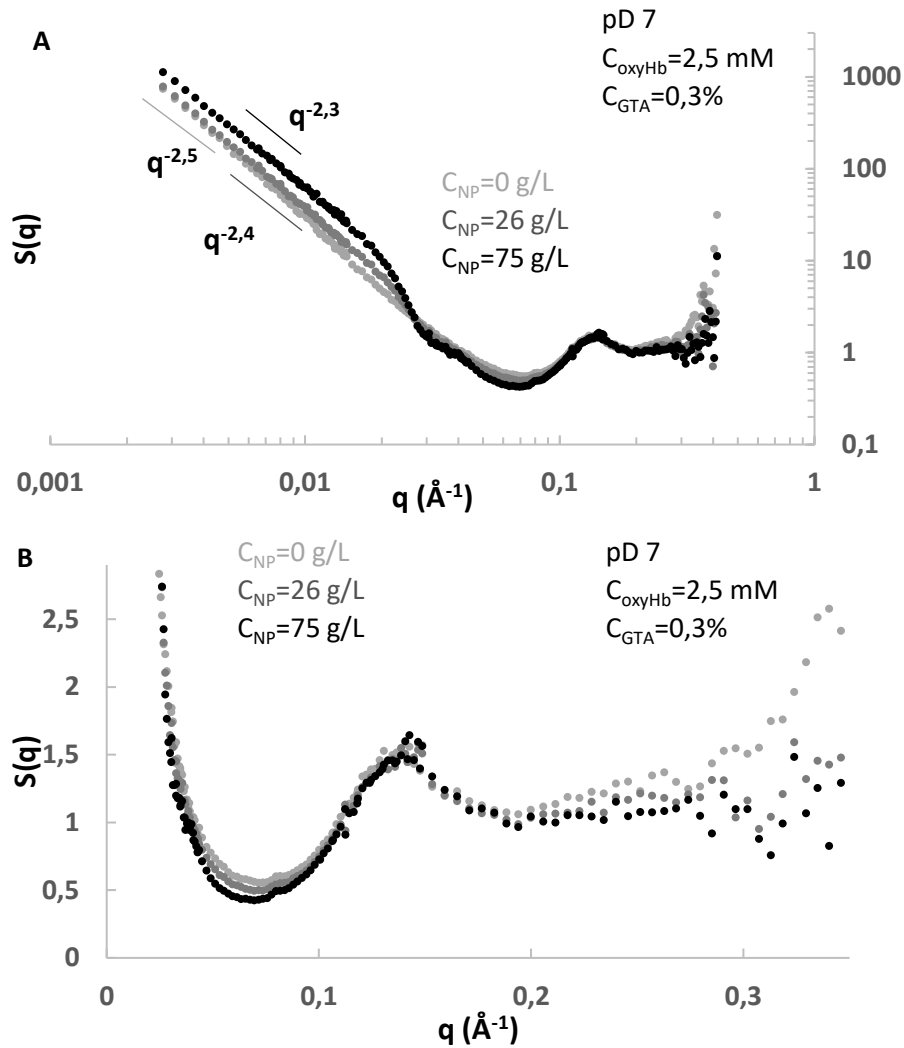 A
pD 7
C_oxyHb=2,5 mM
C_GTA=0,3%
q^-2,3
q^-2,5
q^-2,4
C_NP=0 g/L
C_NP=26 g/L
C_NP=75 g/L
S(q)
1000
100
10
1
0,1
0,001
0,01
0,1
1
q (Å^-1)
B
C_NP=0 g/L
C_NP=26 g/L
C_NP=75 g/L
pD 7
C_oxyHb=2,5 mM
C_GTA=0,3%
S(q)
2,5
2
1,5
1
0,5
0
0
0,1
0,2
0,3
q (Å^-1)